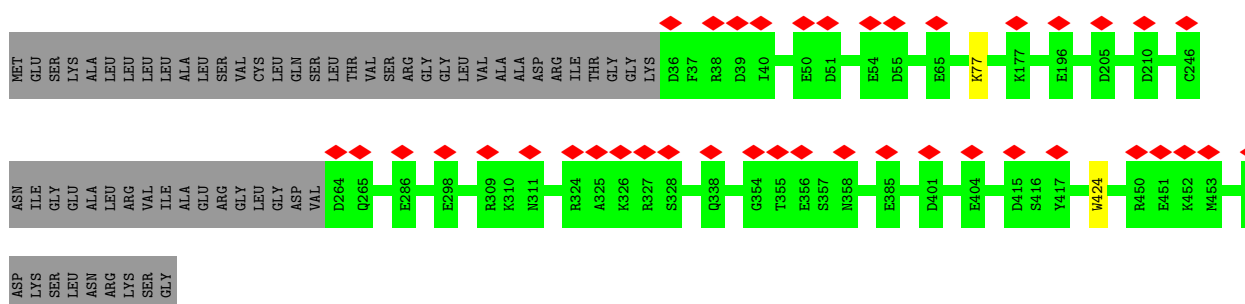 MET GLU SER LYS ALA LEU LEU LEU LEU ALA LEU SER VAL CYS LEU GLN SER LEU THR VAL SER ARG GLY GLY LEU VAL ALA ALA ASP ARG ILE THR GLY GLY LYS D36 F37 R38 D39 I40 E50 D51 E54 D55 E65 K77 K177 E196 D205 D210 C246
ASN ILE GLY GLU ALA LEU ARG VAL ILE ALA GLU ARG GLY LEU GLY ASP VAL D264 Q265 E286 E298 R309 K310 N311 R324 A325 K326 R327 S328 Q338 G354 T355 E356 S357 N358 E385 D401 E404 D415 S416 Y417 W424 R450 E451 K452 M453
ASP LYS SER LEU ASN ARG LYS SER GLY